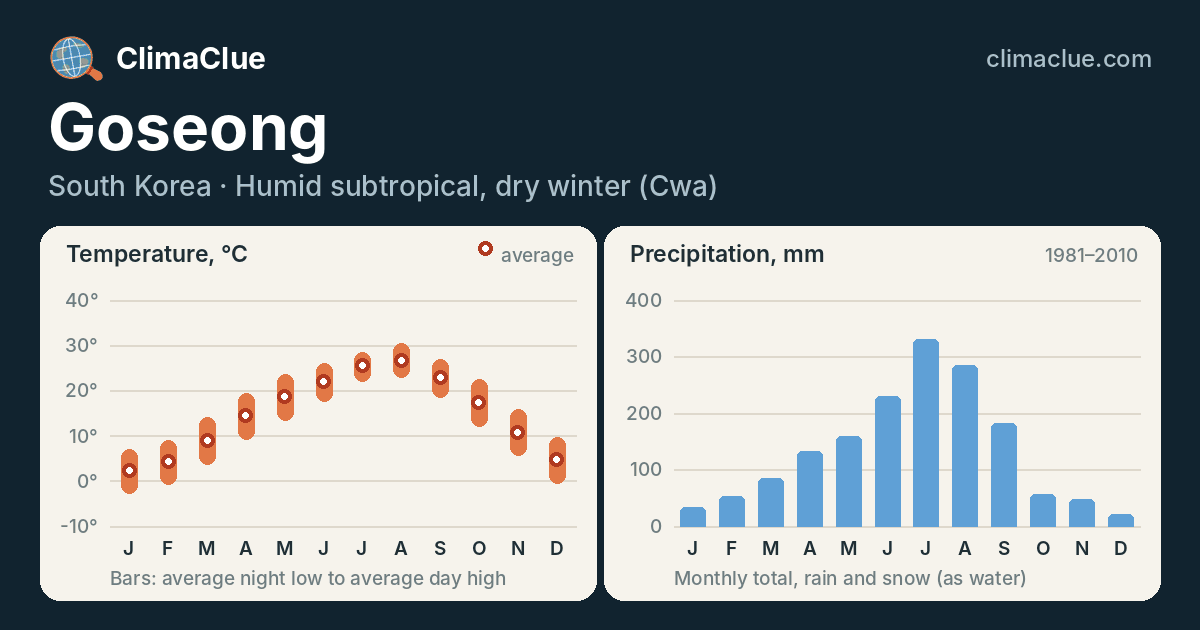 ClimaClue
climaclue.com
Goseong
South Korea · Humid subtropical, dry winter (Cwa)
Temperature, °C
average
40°
30°
20°
10°
0°
-10°
J F M A M J J A S O N D
Bars: average night low to average day high
Precipitation, mm
1981–2010
400
300
200
100
0
J F M A M J J A S O N D
Monthly total, rain and snow (as water)